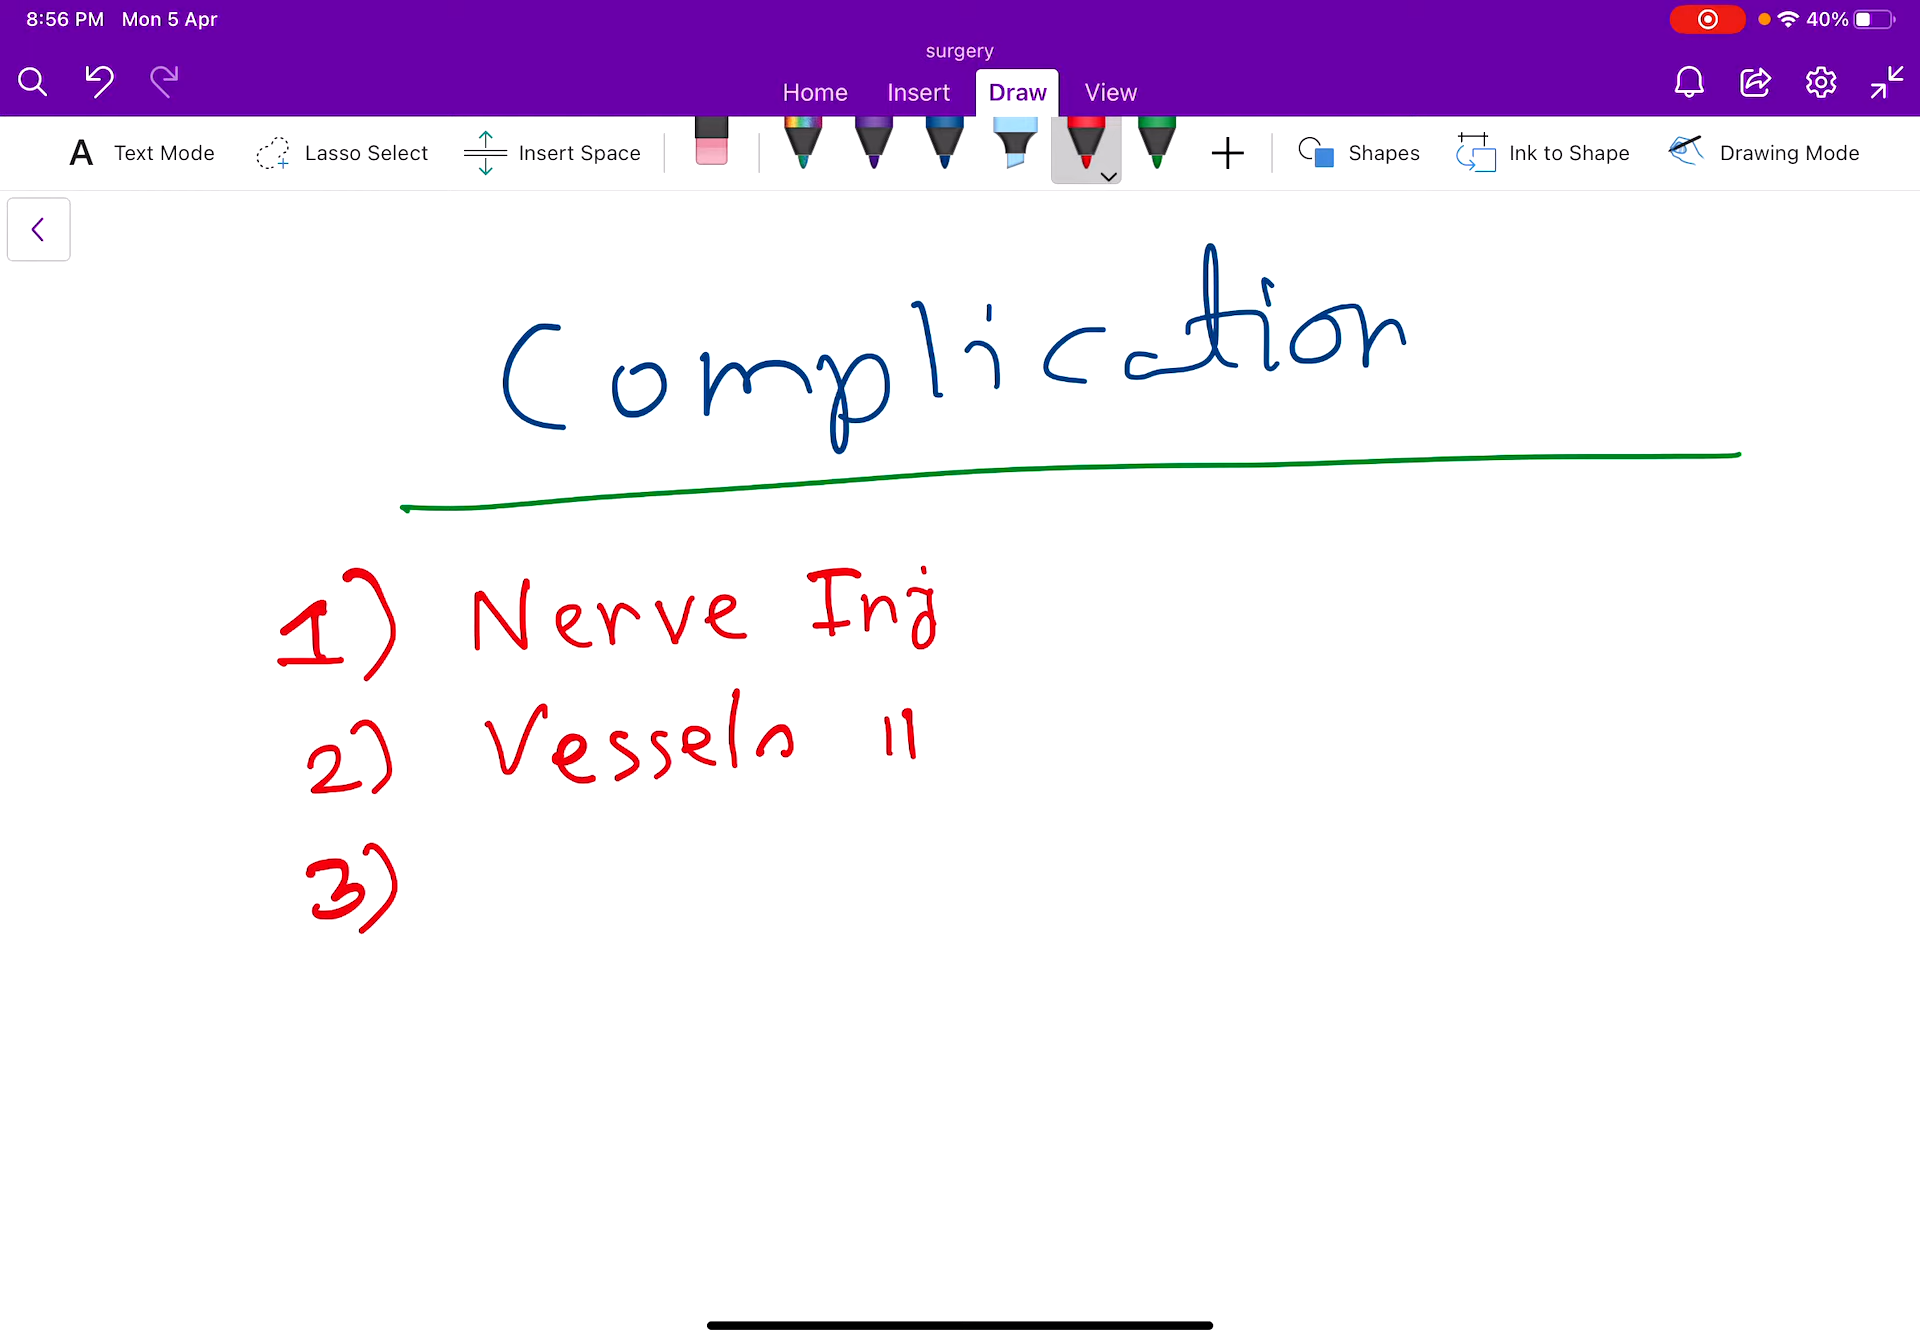 8:56 PM Mon 5 Apr 40%
surgery
Home Insert Draw View
A Text Mode Lasso Select Insert Space Shapes Ink to Shape Drawing Mode
Complication
1) Nerve Inj
2) Vessels 11
3)